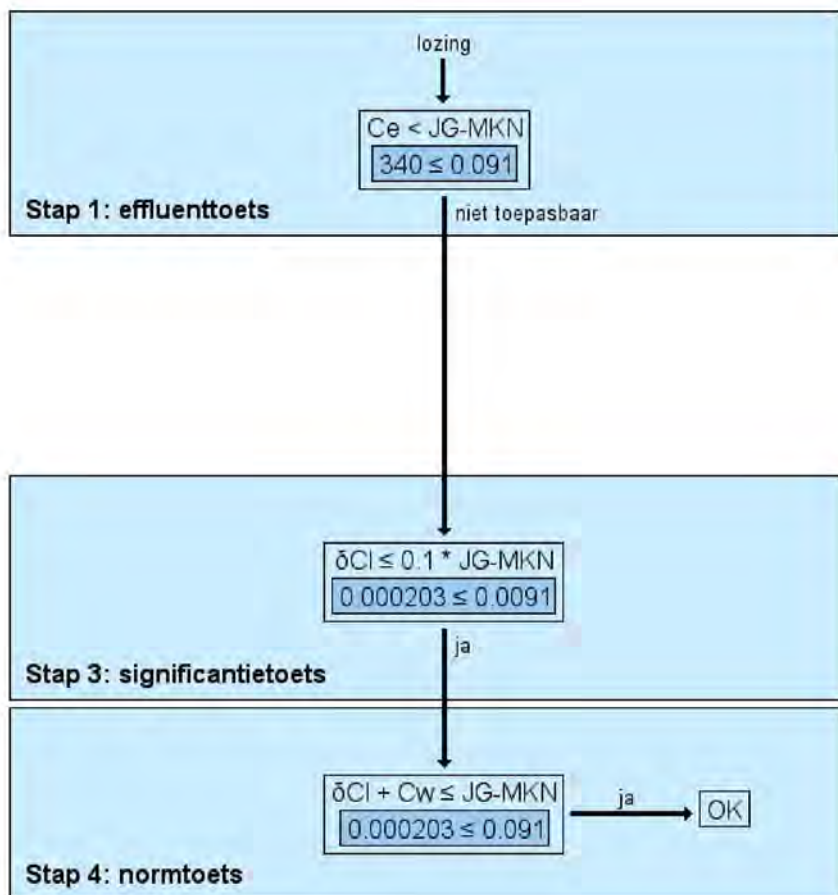 lozing
Ce < JG-MKN
340 ≤ 0.091
Stap 1: effluenttoets
niet toepasbaar
δCl ≤ 0.1 * JG-MKN
0.000203 ≤ 0.0091
ja
Stap 3: significantietoets
δCl + Cw ≤ JG-MKN
0.000203 ≤ 0.091
ja
OK
Stap 4: normtoets